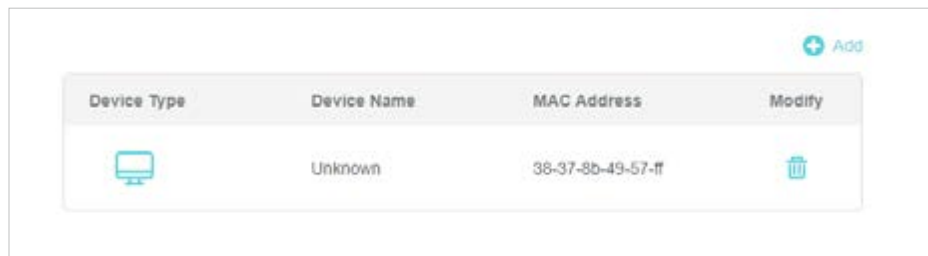 Add
Device Type Device Name MAC Address Modify
Unknown 38-37-8b-49-57-ff